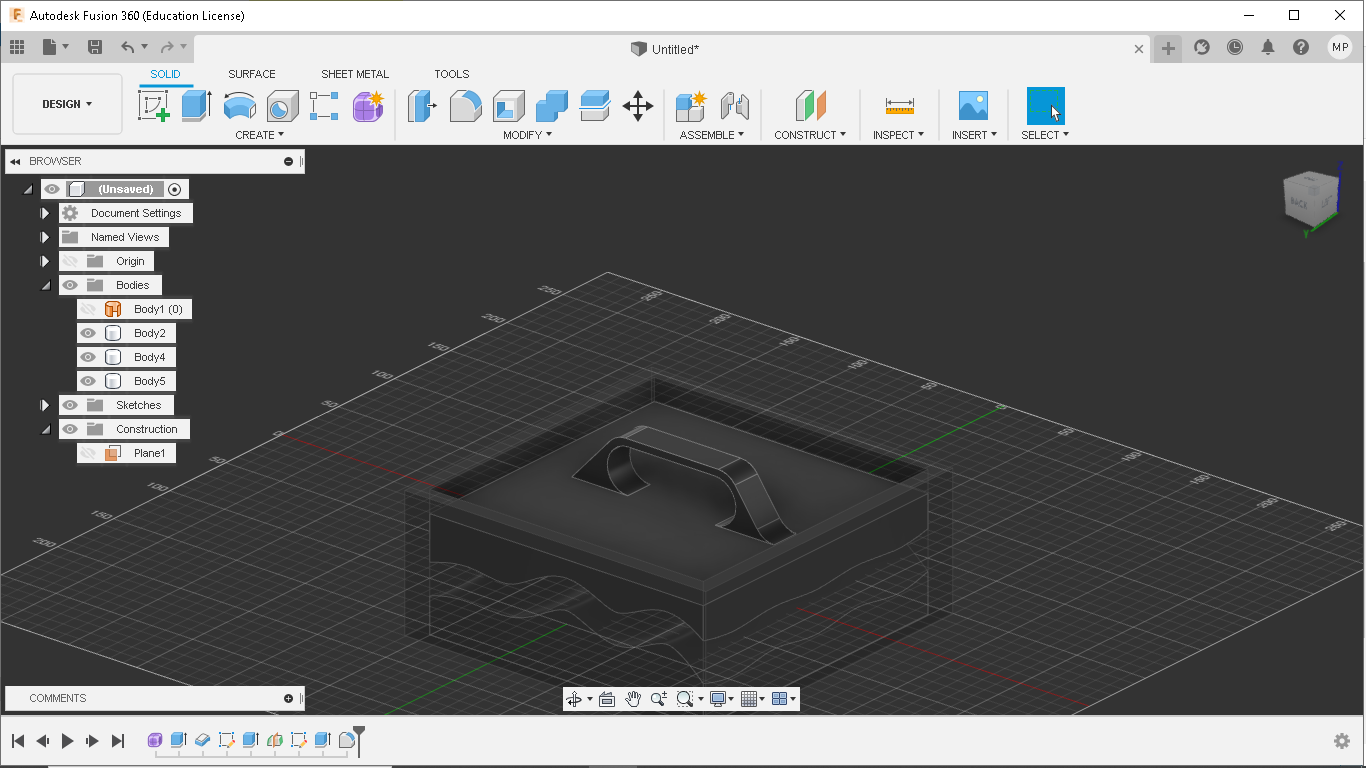 Autodesk Fusion 360 (Education License)
Untitled*
MP
SOLID SURFACE SHEET METAL TOOLS
DESIGN
CREATE MODIFY ASSEMBLE CONSTRUCT INSPECT INSERT SELECT
BROWSER
(Unsaved)
Document Settings
Named Views
Origin
Bodies
Body1 (0)
Body2
Body4
Body5
Sketches
Construction
Plane1
BACK
Z
Y
250
200
150
100
50
0
50
100
150
200
250
200
150
100
50
0
50
100
150
200
250
COMMENTS